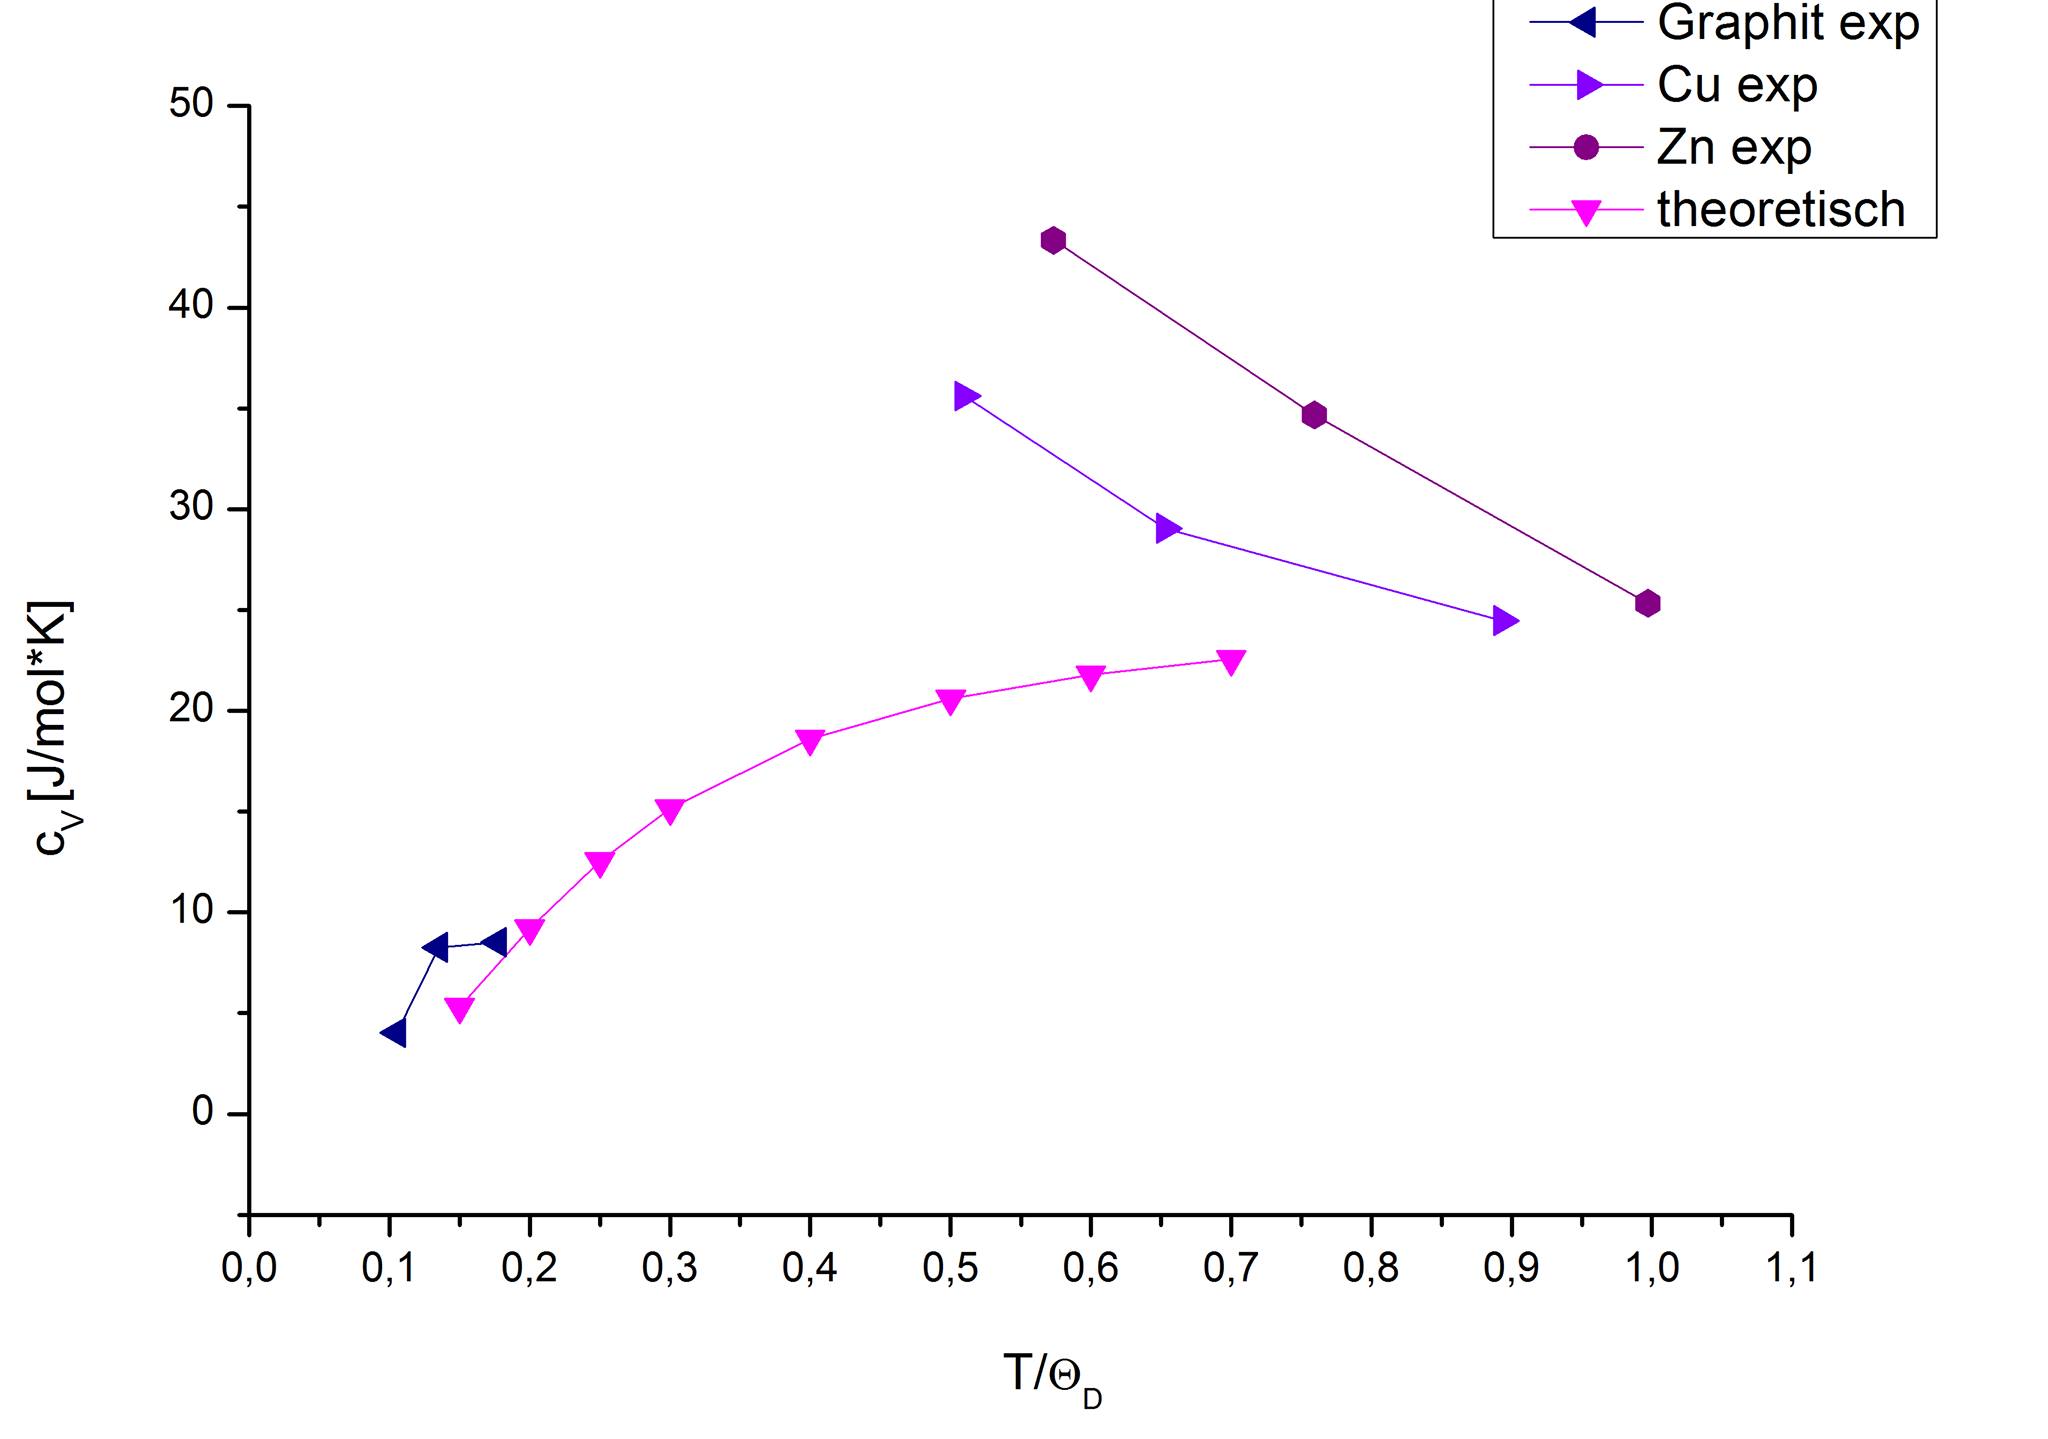 Graphit exp
Cu exp
Zn exp
theoretisch
50
40
30
20
10
0
c_V [J/mol*K]
0,0 0,1 0,2 0,3 0,4 0,5 0,6 0,7 0,8 0,9 1,0 1,1
T/Θ_D